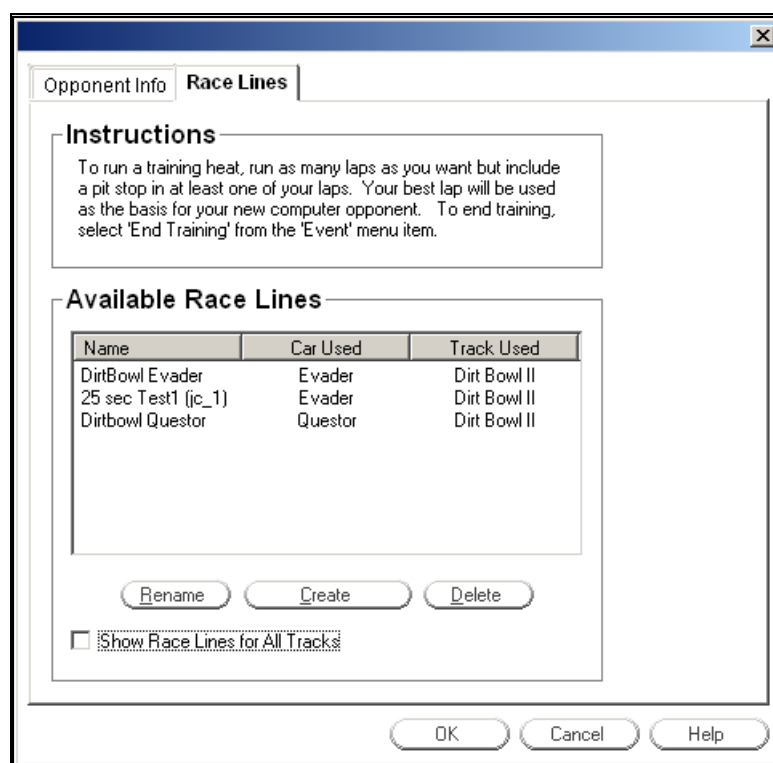 Opponent Info Race Lines
Instructions
To run a training heat, run as many laps as you want but include
a pit stop in at least one of your laps. Your best lap will be used
as the basis for your new computer opponent. To end training,
select 'End Training' from the 'Event' menu item.
Available Race Lines
Name Car Used Track Used
DirtBowl Evader Evader Dirt Bowl II
25 sec Test1 (jc_1) Evader Dirt Bowl II
Dirtbowl Questor Questor Dirt Bowl II
Rename Create Delete
Show Race Lines for All Tracks
OK Cancel Help